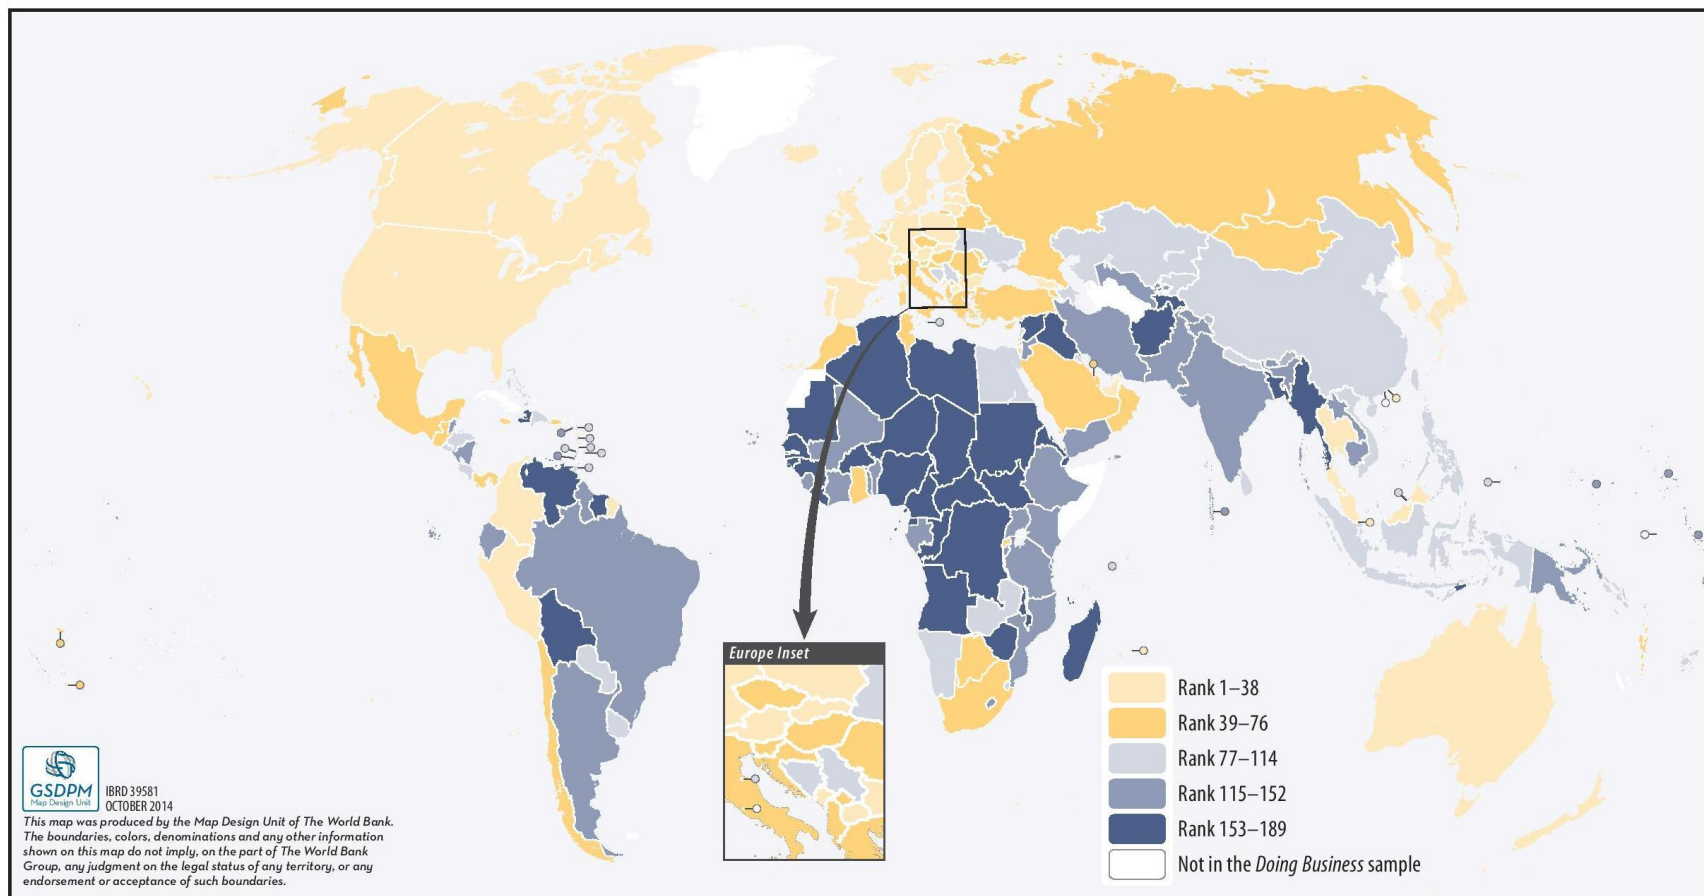 Europe Inset
Rank 1–38
Rank 39–76
Rank 77–114
Rank 115–152
Rank 153–189
Not in the Doing Business sample
GSDPM
Map Design Unit
IBRD 39581
OCTOBER 2014
This map was produced by the Map Design Unit of The World Bank.
The boundaries, colors, denominations and any other information
shown on this map do not imply, on the part of The World Bank
Group, any judgment on the legal status of any territory, or any
endorsement or acceptance of such boundaries.